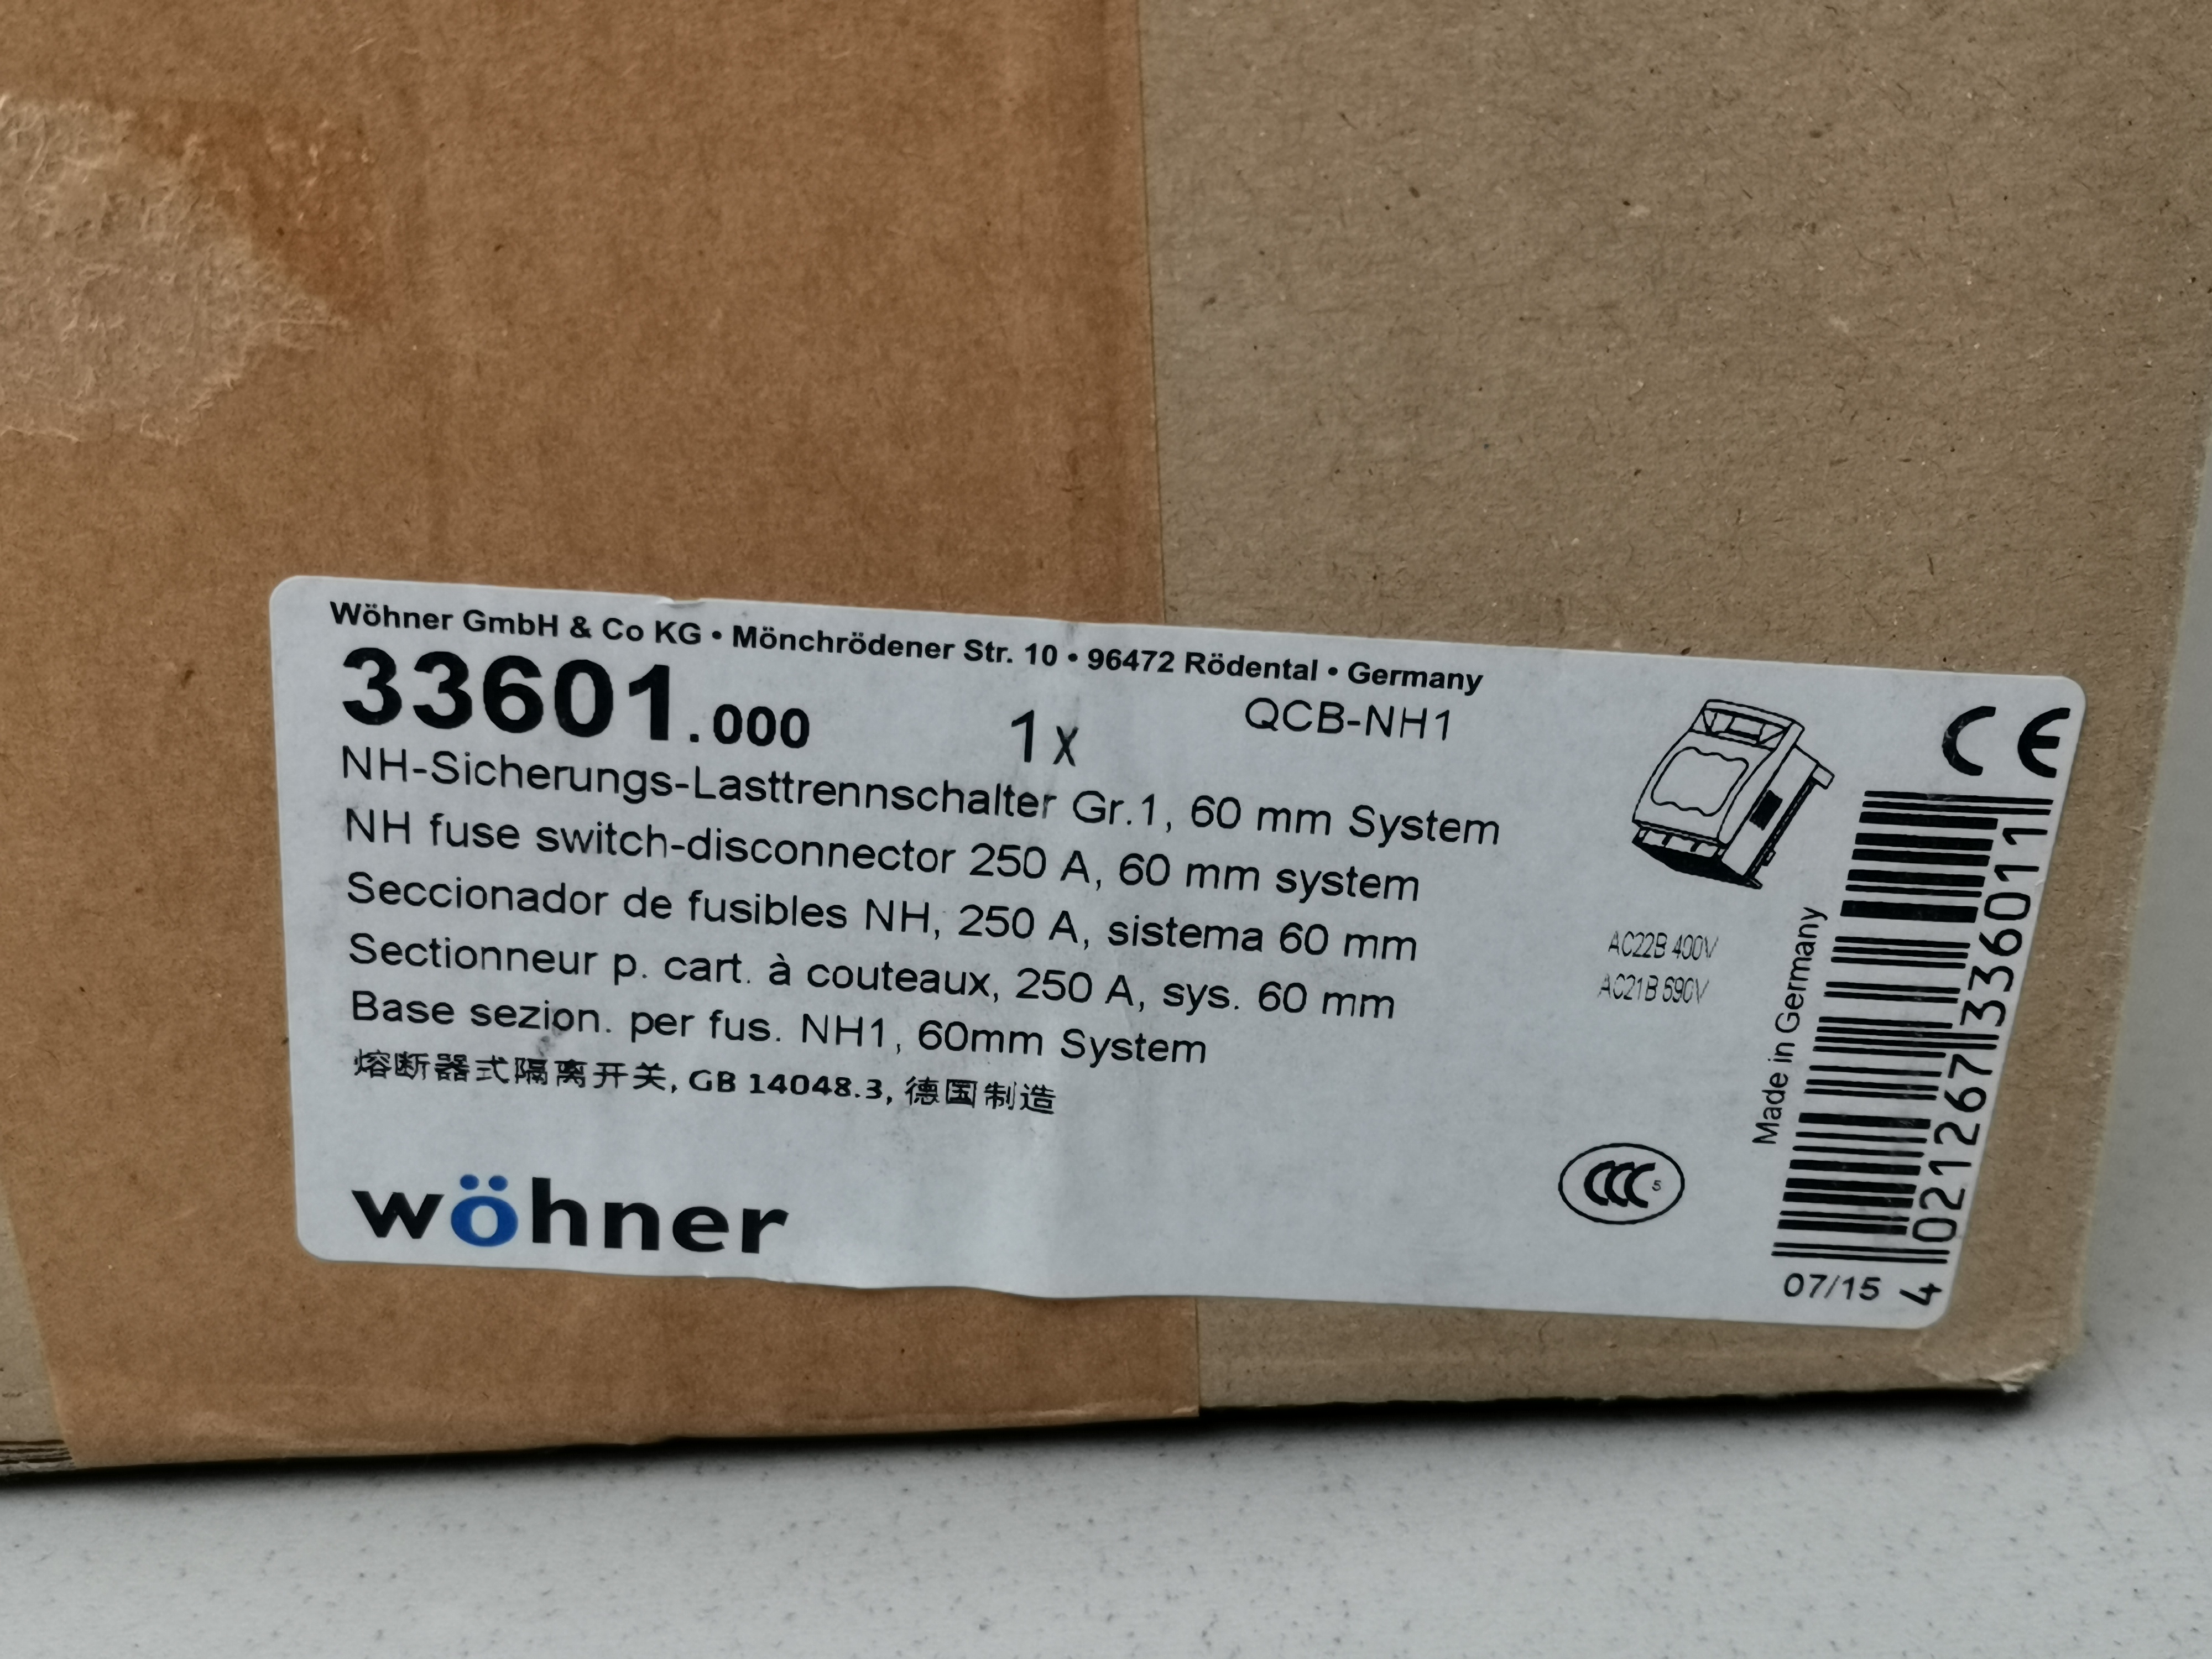 Wöhner GmbH & Co KG • Mönchrödener Str. 10 • 96472 Rödental • Germany
33601.000 1x QCB-NH1
NH-Sicherungs-Lasttrennschalter Gr.1, 60 mm System
NH fuse switch-disconnector 250 A, 60 mm system
Seccionador de fusibles NH, 250 A, sistema 60 mm
Sectionneur p. cart. à couteaux, 250 A, sys. 60 mm
Base sezion. per fus. NH1, 60mm System
熔断器式隔离开关, GB 14048.3, 德国制造
wöhner
CE
AC22B 400V
AC21B 690V
CCC S
Made in Germany
4 021267 336011
07/15